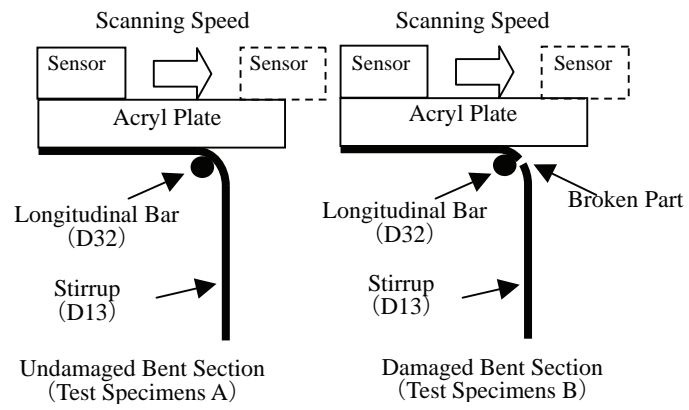 Scanning Speed
Sensor
Sensor
Acryl Plate
Longitudinal Bar
（D32）
Stirrup
（D13）
Undamaged Bent Section
（Test Specimens A）
Scanning Speed
Sensor
Sensor
Acryl Plate
Broken Part
Longitudinal Bar
（D32）
Stirrup
（D13）
Damaged Bent Section
（Test Specimens B）